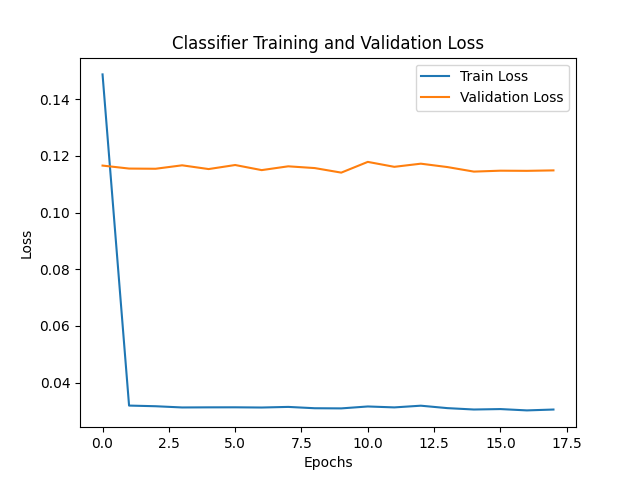 Classifier Training and Validation Loss
Train Loss
Validation Loss
Loss
0.14
0.12
0.10
0.08
0.06
0.04
0.0 2.5 5.0 7.5 10.0 12.5 15.0 17.5
Epochs